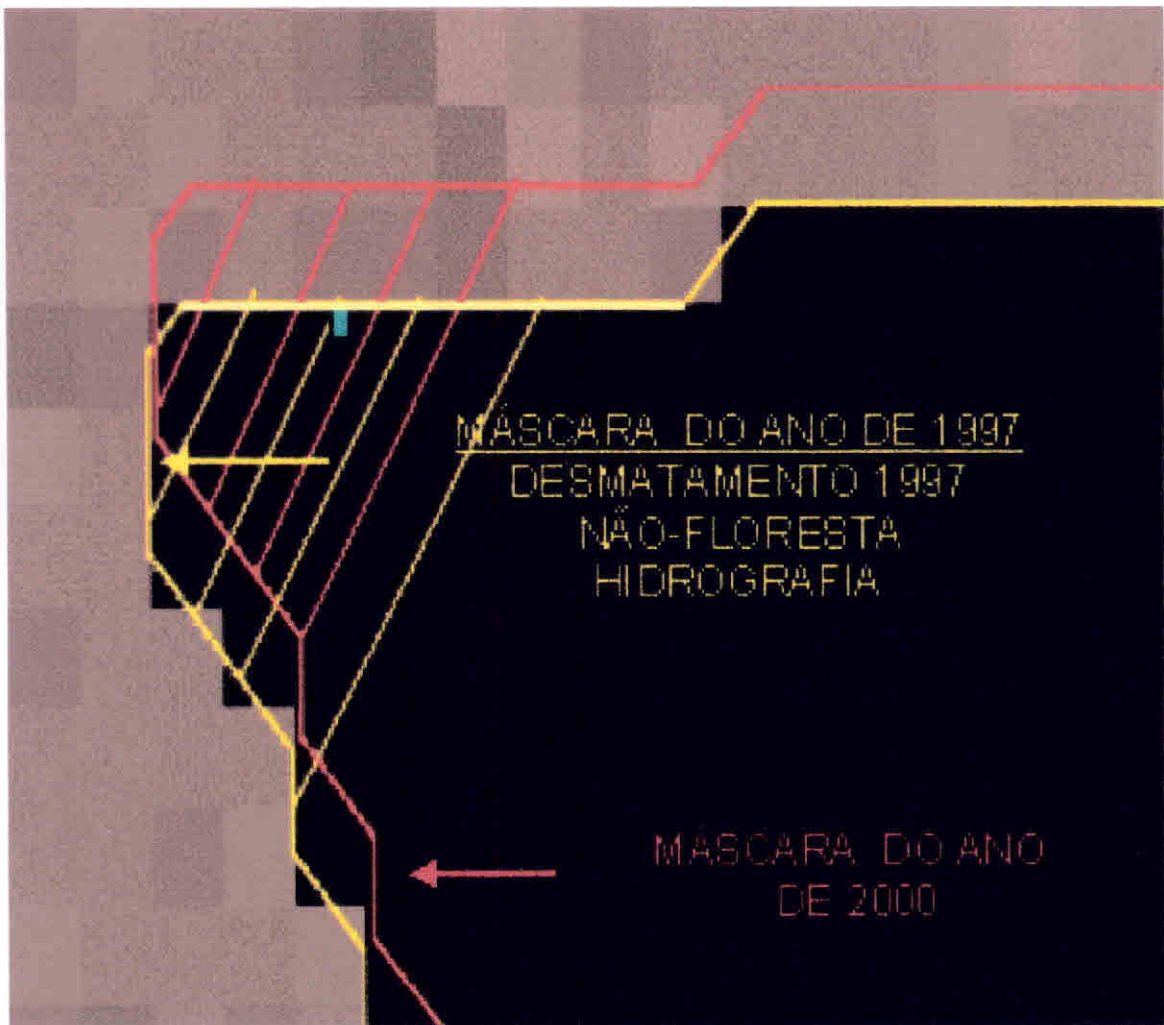 MÁSCARA DO ANO DE 1997
DESMATAMENTO 1997
NÃO-FLORESTA
HIDROGRAFIA
MÁSCARA DO ANO
DE 2000